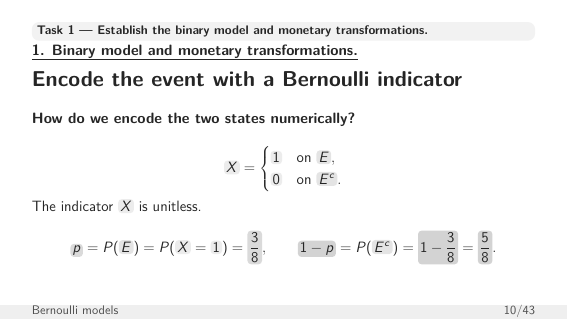 Task 1 — Establish the binary model and monetary transformations.
1. Binary model and monetary transformations.
Encode the event with a Bernoulli indicator
How do we encode the two states numerically?
X = { 1 on E,
0 on Eᶜ.
The indicator X is unitless.
p = P(E) = P(X = 1) = 3/8, 1 − p = P(Eᶜ) = 1 − 3/8 = 5/8.
Bernoulli models 10/43